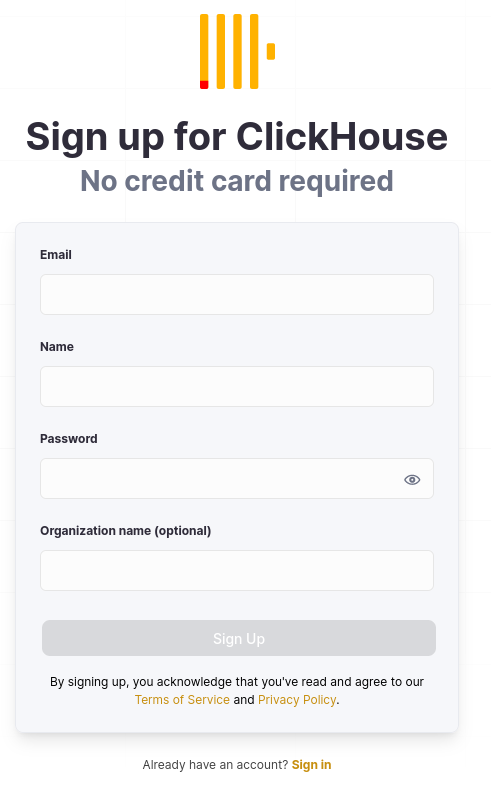 Sign up for ClickHouse
No credit card required
Email
Name
Password
Organization name (optional)
Sign Up
By signing up, you acknowledge that you've read and agree to our
Terms of Service and Privacy Policy.
Already have an account? Sign in